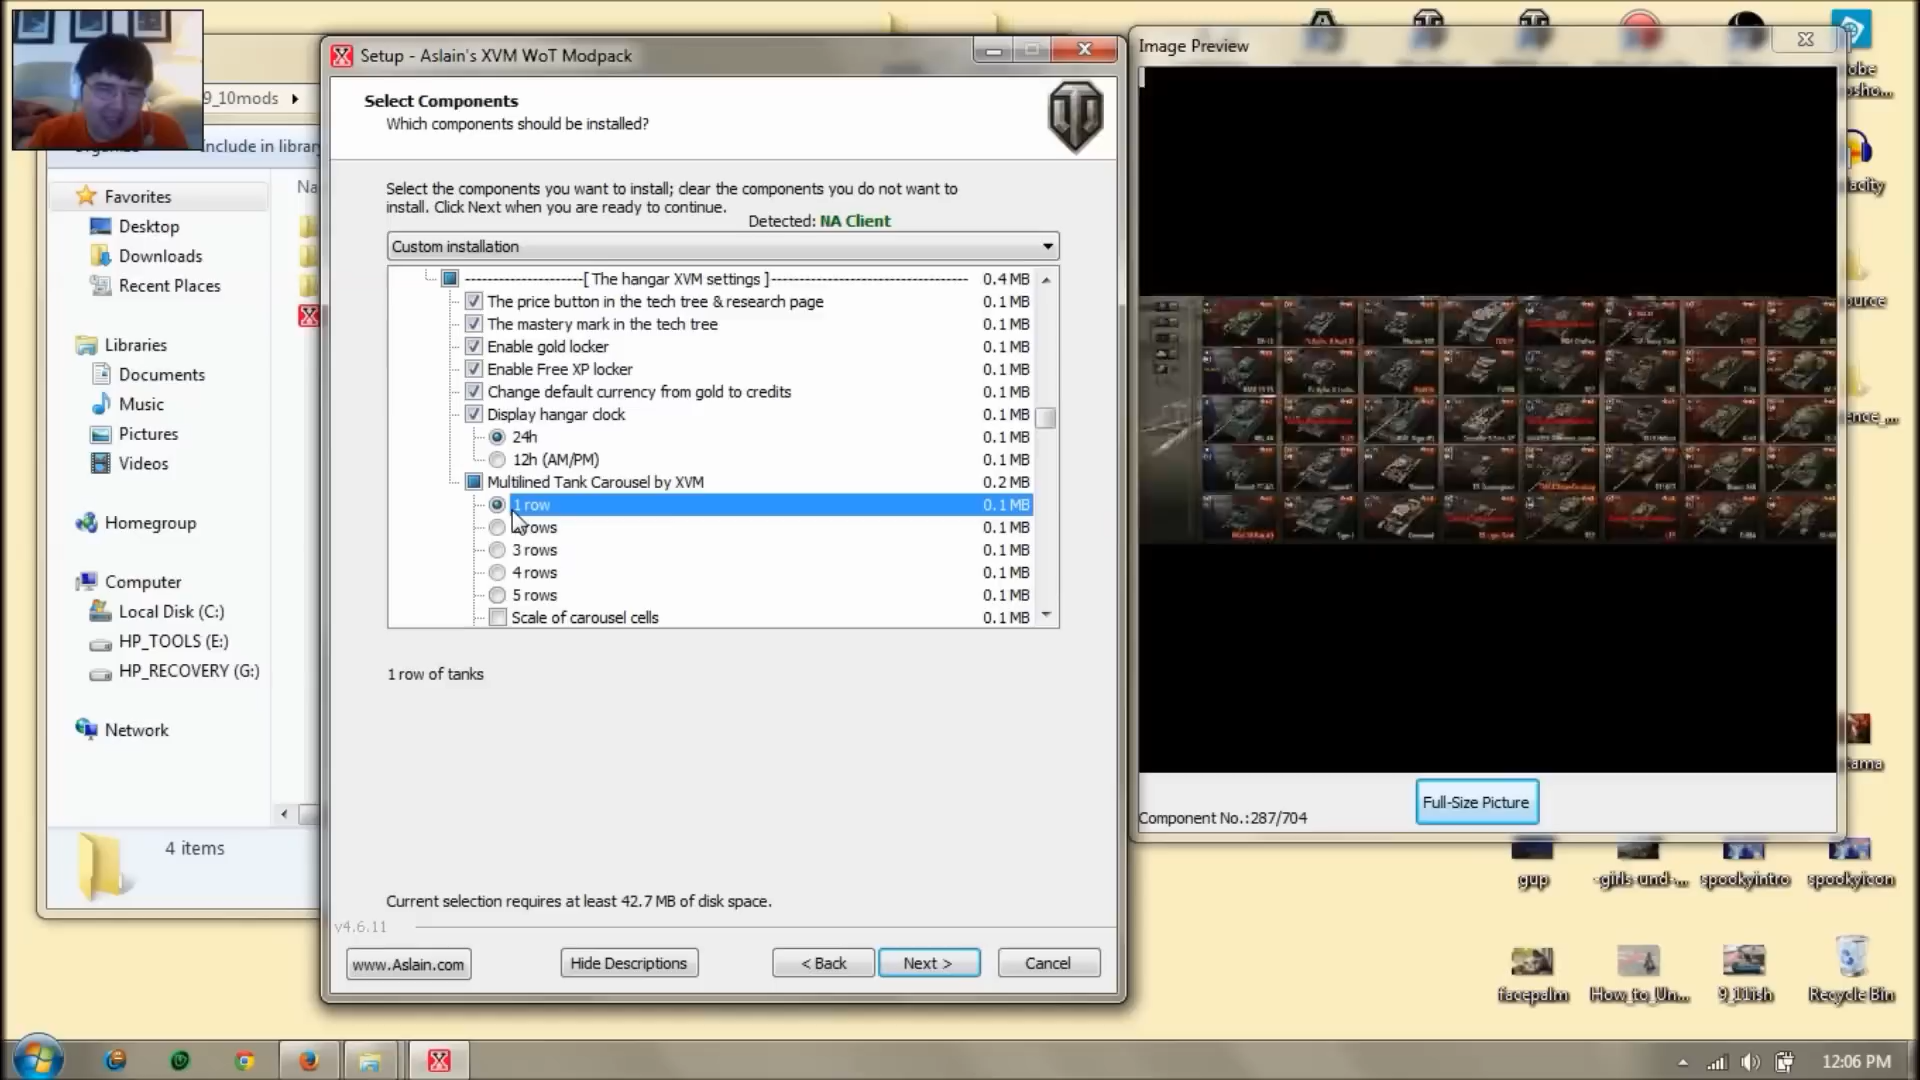 Setup - Aslain's XVM WoT Modpack
Select Components
Which components should be installed?
Select the components you want to install; clear the components you do not want to
install. Click Next when you are ready to continue.
Detected: NA Client
Custom installation
---------------------[ The hangar XVM settings ]----------------------------------- 0.4 MB
The price button in the tech tree & research page 0.1 MB
The mastery mark in the tech tree 0.1 MB
Enable gold locker 0.1 MB
Enable Free XP locker 0.1 MB
Change default currency from gold to credits 0.1 MB
Display hangar clock 0.1 MB
24h 0.1 MB
12h (AM/PM) 0.1 MB
Multilined Tank Carousel by XVM 0.2 MB
1 row 0.1 MB
rows 0.1 MB
3 rows 0.1 MB
4 rows 0.1 MB
5 rows 0.1 MB
Scale of carousel cells 0.1 MB
1 row of tanks
Current selection requires at least 42.7 MB of disk space.
v4.6.11
www.Aslain.com
Hide Descriptions
< Back
Next >
Cancel
9_10mods
Include in library
Na
Favorites
Desktop
Downloads
Recent Places
Libraries
Documents
Music
Pictures
Videos
Homegroup
Computer
Local Disk (C:)
HP_TOOLS (E:)
HP_RECOVERY (G:)
Network
4 items
Image Preview
Component No.:287/704
Full-Size Picture
gup
-girls-und-...
spookyintro
spookyicon
facepalm
How_to_Un...
9_11ish
Recycle Bin
12:06 PM